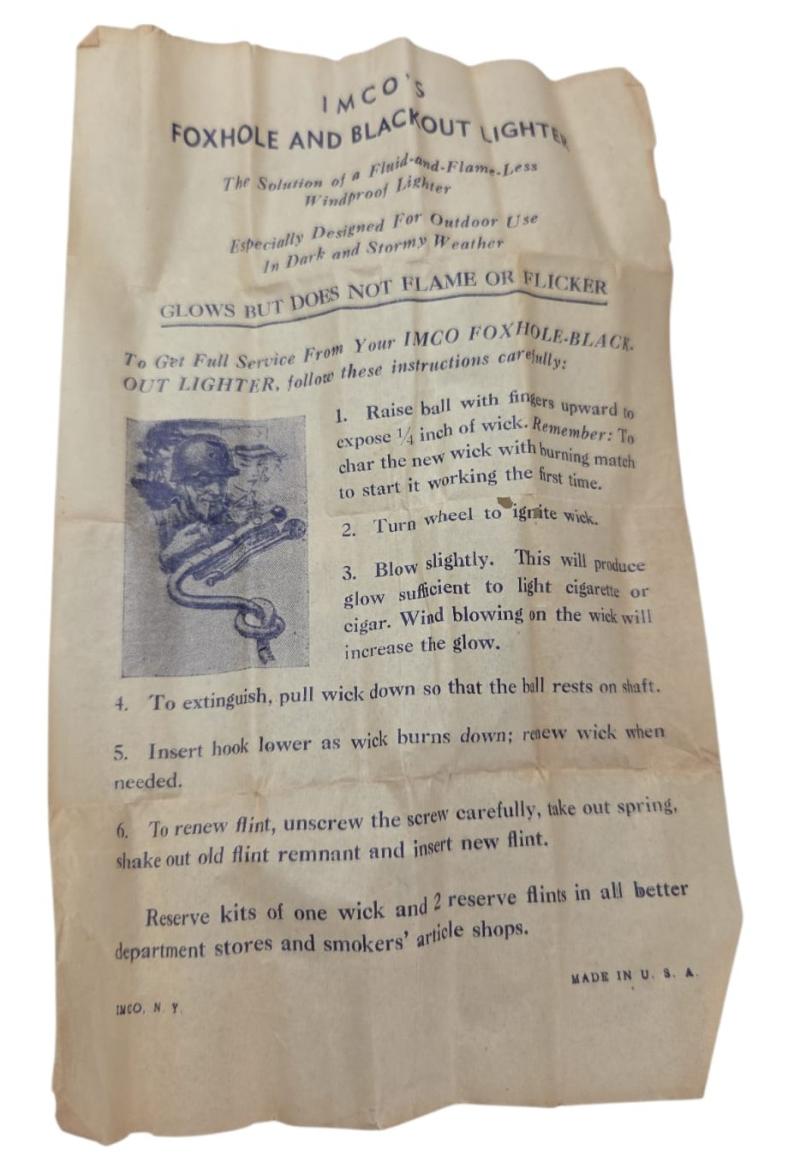 IMCO'S
FOXHOLE AND BLACKOUT LIGHTER
The Solution of a Fluid-and-Flame-Less
Windproof Lighter
Especially Designed For Outdoor Use
In Dark and Stormy Weather
GLOWS BUT DOES NOT FLAME OR FLICKER
To Get Full Service From Your IMCO FOXHOLE-BLACK-
OUT LIGHTER, follow these instructions carefully:
1. Raise ball with fingers upward to
expose 1/4 inch of wick. Remember: To
char the new wick with burning match
to start it working the first time.
2. Turn wheel to ignite wick.
3. Blow slightly. This will produce
glow sufficient to light cigarette or
cigar. Wind blowing on the wick will
increase the glow.
4. To extinguish, pull wick down so that the ball rests on shaft.
5. Insert hook lower as wick burns down; renew wick when
needed.
6. To renew flint, unscrew the screw carefully, take out spring,
shake out old flint remnant and insert new flint.
Reserve kits of one wick and 2 reserve flints in all better
department stores and smokers' article shops.
MADE IN U. S. A.
IMCO, N. Y.